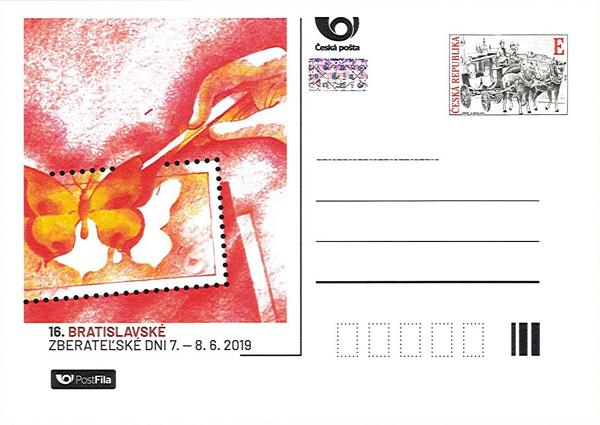 Česká pošta
ČESKÁ REPUBLIKA
E
16. BRATISLAVSKÉ
ZBERATEĽSKÉ DNI 7. – 8. 6. 2019
PostFila